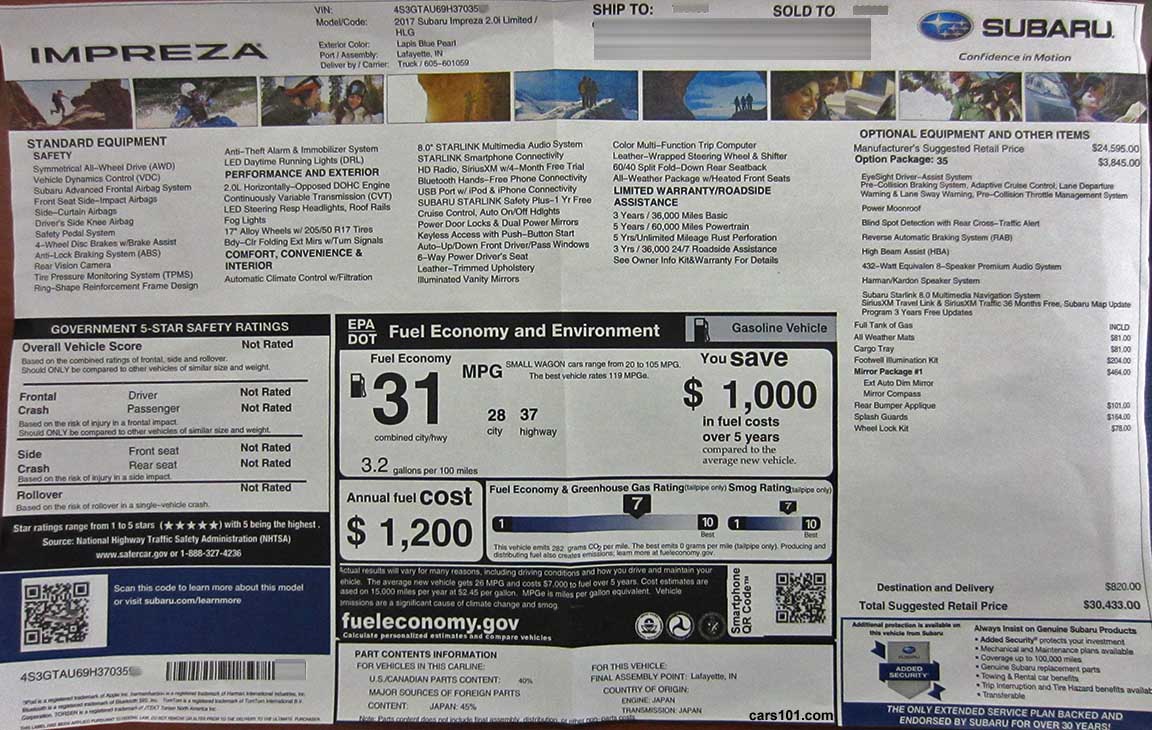 IMPREZA
VIN: 4S3GTAU69H37035
Model/Code: 2017 Subaru Impreza 2.0i Limited /
HLG
Exterior Color: Lapis Blue Pearl
Port / Assembly: Lafayette, IN
Deliver by / Carrier: Truck / 605-601059
SHIP TO:
SOLD TO
SUBARU.
Confidence in Motion
STANDARD EQUIPMENT
SAFETY
Symmetrical All-Wheel Drive (AWD)
Vehicle Dynamics Control (VDC)
Subaru Advanced Frontal Airbag System
Front Seat Side-Impact Airbags
Side-Curtain Airbags
Driver's Side Knee Airbag
Safety Pedal System
4-Wheel Disc Brakes w/Brake Assist
Anti-Lock Braking System (ABS)
Rear Vision Camera
Tire Pressure Monitoring System (TPMS)
Ring-Shape Reinforcement Frame Design
Anti-Theft Alarm & Immobilizer System
LED Daytime Running Lights (DRL)
PERFORMANCE AND EXTERIOR
2.0L Horizontally-Opposed DOHC Engine
Continuously Variable Transmission (CVT)
LED Steering Resp Headlights, Roof Rails
Fog Lights
17" Alloy Wheels w/ 205/50 R17 Tires
Bdy-Clr Folding Ext Mirs w/Turn Signals
COMFORT, CONVENIENCE &
INTERIOR
Automatic Climate Control w/Filtration
8.0" STARLINK Multimedia Audio System
STARLINK Smartphone Connectivity
HD Radio, SiriusXM w/4-Month Free Trial
Bluetooth Hands-Free Phone Connectivity
USB Port w/ iPod & iPhone Connectivity
SUBARU STARLINK Safety Plus-1 Yr Free
Cruise Control, Auto On/Off Hdlghts
Power Door Locks & Dual Power Mirrors
Keyless Access with Push-Button Start
Auto-Up/Down Front Driver/Pass Windows
6-Way Power Driver's Seat
Leather-Trimmed Upholstery
Illuminated Vanity Mirrors
Color Multi-Function Trip Computer
Leather-Wrapped Steering Wheel & Shifter
60/40 Split Fold-Down Rear Seatback
All-Weather Package w/Heated Front Seats
LIMITED WARRANTY/ROADSIDE
ASSISTANCE
3 Years / 36,000 Miles Basic
5 Years / 60,000 Miles Powertrain
5 Yrs/Unlimited Mileage Rust Perforation
3 Yrs / 36,000 24/7 Roadside Assistance
See Owner Info Kit&Warranty For Details
OPTIONAL EQUIPMENT AND OTHER ITEMS
Manufacturer's Suggested Retail Price $24,595.00
Option Package: 35 $3,845.00
EyeSight Driver-Assist System
Pre-Collision Braking System, Adaptive Cruise Control, Lane Departure
Warning & Lane Sway Warning, Pre-Collision Throttle Management System
Power Moonroof
Blind Spot Detection with Rear Cross-Traffic Alert
Reverse Automatic Braking System (RAB)
High Beam Assist (HBA)
432-Watt Equivalen 8-Speaker Premium Audio System
Harman/Kardon Speaker System
Subaru Starlink 8.0 Multimedia Navigation System
SiriusXM Travel Link & SiriusXM Traffic 36 Months Free, Subaru Map Update
Program 3 Years Free Updates
Full Tank of Gas INCLD
All Weather Mats $81.00
Cargo Tray $81.00
Footwell Illumination Kit $204.00
Mirror Package #1 $464.00
Ext Auto Dim Mirror
Mirror Compass
Rear Bumper Applique $101.00
Splash Guards $164.00
Wheel Lock Kit $78.00
Destination and Delivery $820.00
Total Suggested Retail Price $30,433.00
GOVERNMENT 5-STAR SAFETY RATINGS
Overall Vehicle Score Not Rated
Based on the combined ratings of frontal, side and rollover.
Should ONLY be compared to other vehicles of similar size and weight.
Frontal Driver Not Rated
Crash Passenger Not Rated
Based on the risk of injury in a frontal impact.
Should ONLY be compared to other vehicles of similar size and weight.
Side Front seat Not Rated
Crash Rear seat Not Rated
Based on the risk of injury in a side impact.
Rollover Not Rated
Based on the risk of rollover in a single-vehicle crash.
Star ratings range from 1 to 5 stars (★★★★★) with 5 being the highest.
Source: National Highway Traffic Safety Administration (NHTSA)
www.safercar.gov or 1-888-327-4236
Scan this code to learn more about this model
or visit subaru.com/learnmore
4S3GTAU69H37035
EPA
DOT
Fuel Economy and Environment
Gasoline Vehicle
Fuel Economy
31 MPG
SMALL WAGON cars range from 20 to 105 MPG.
The best vehicle rates 119 MPGe.
28 37
city highway
combined city/hwy
3.2 gallons per 100 miles
You save
$ 1,000
in fuel costs
over 5 years
compared to the
average new vehicle.
Annual fuel cost
$ 1,200
Fuel Economy & Greenhouse Gas Rating (tailpipe only)
7
1 10
Best
Smog Rating (tailpipe only)
7
1 10
Best
This vehicle emits 282 grams CO2 per mile. The best emits 0 grams per mile (tailpipe only). Producing and
distributing fuel also creates emissions; learn more at fueleconomy.gov.
Actual results will vary for many reasons, including driving conditions and how you drive and maintain your
ehicle. The average new vehicle gets 26 MPG and costs $7,000 to fuel over 5 years. Cost estimates are
ased on 15,000 miles per year at $2.45 per gallon. MPGe is miles per gallon equivalent. Vehicle
missions are a significant cause of climate change and smog.
fueleconomy.gov
Calculate personalized estimates and compare vehicles
Smartphone
QR Code™
PART CONTENTS INFORMATION
FOR VEHICLES IN THIS CARLINE:
U.S./CANADIAN PARTS CONTENT: 40%
MAJOR SOURCES OF FOREIGN PARTS
CONTENT: JAPAN: 45%
Note: Parts content does not include final assembly, distribution, or other non-parts costs
FOR THIS VEHICLE:
FINAL ASSEMBLY POINT: Lafayette, IN
COUNTRY OF ORIGIN:
ENGINE: JAPAN
TRANSMISSION: JAPAN
cars101.com
Additional protection is available on
this vehicle from Subaru
SUBARU
ADDED
SECURITY
Always Insist on Genuine Subaru Products
• Added Security® protects your investment
• Mechanical and Maintenance plans available
• Coverage up to 100,000 miles
• Genuine Subaru replacement parts
• Towing & Rental car benefits
• Trip Interruption and Tire Hazard benefits availab
• Transferable
THE ONLY EXTENDED SERVICE PLAN BACKED AND
ENDORSED BY SUBARU FOR OVER 30 YEARS!